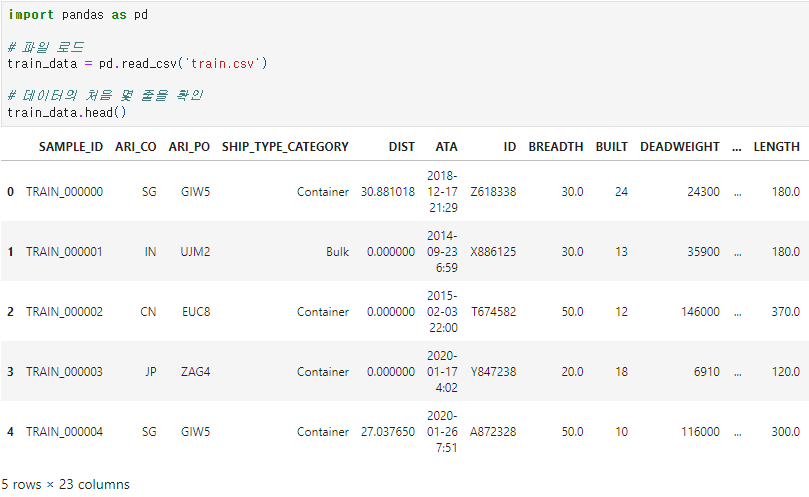 import pandas as pd
# 파일 로드
train_data = pd.read_csv('train.csv')
# 데이터의 처음 몇 줄을 확인
train_data.head()
SAMPLE_ID ARI_CO ARI_PO SHIP_TYPE_CATEGORY DIST ATA ID BREADTH BUILT DEADWEIGHT ... LENGTH
0 TRAIN_000000 SG GIW5 Container 30.881018 2018-12-17 21:29 Z618338 30.0 24 24300 ... 180.0
1 TRAIN_000001 IN UJM2 Bulk 0.000000 2014-09-23 6:59 X886125 30.0 13 35900 ... 180.0
2 TRAIN_000002 CN EUC8 Container 0.000000 2015-02-03 22:00 T674582 50.0 12 146000 ... 370.0
3 TRAIN_000003 JP ZAG4 Container 0.000000 2020-01-17 4:02 Y847238 20.0 18 6910 ... 120.0
4 TRAIN_000004 SG GIW5 Container 27.037650 2020-01-26 7:51 A872328 50.0 10 116000 ... 300.0
5 rows × 23 columns